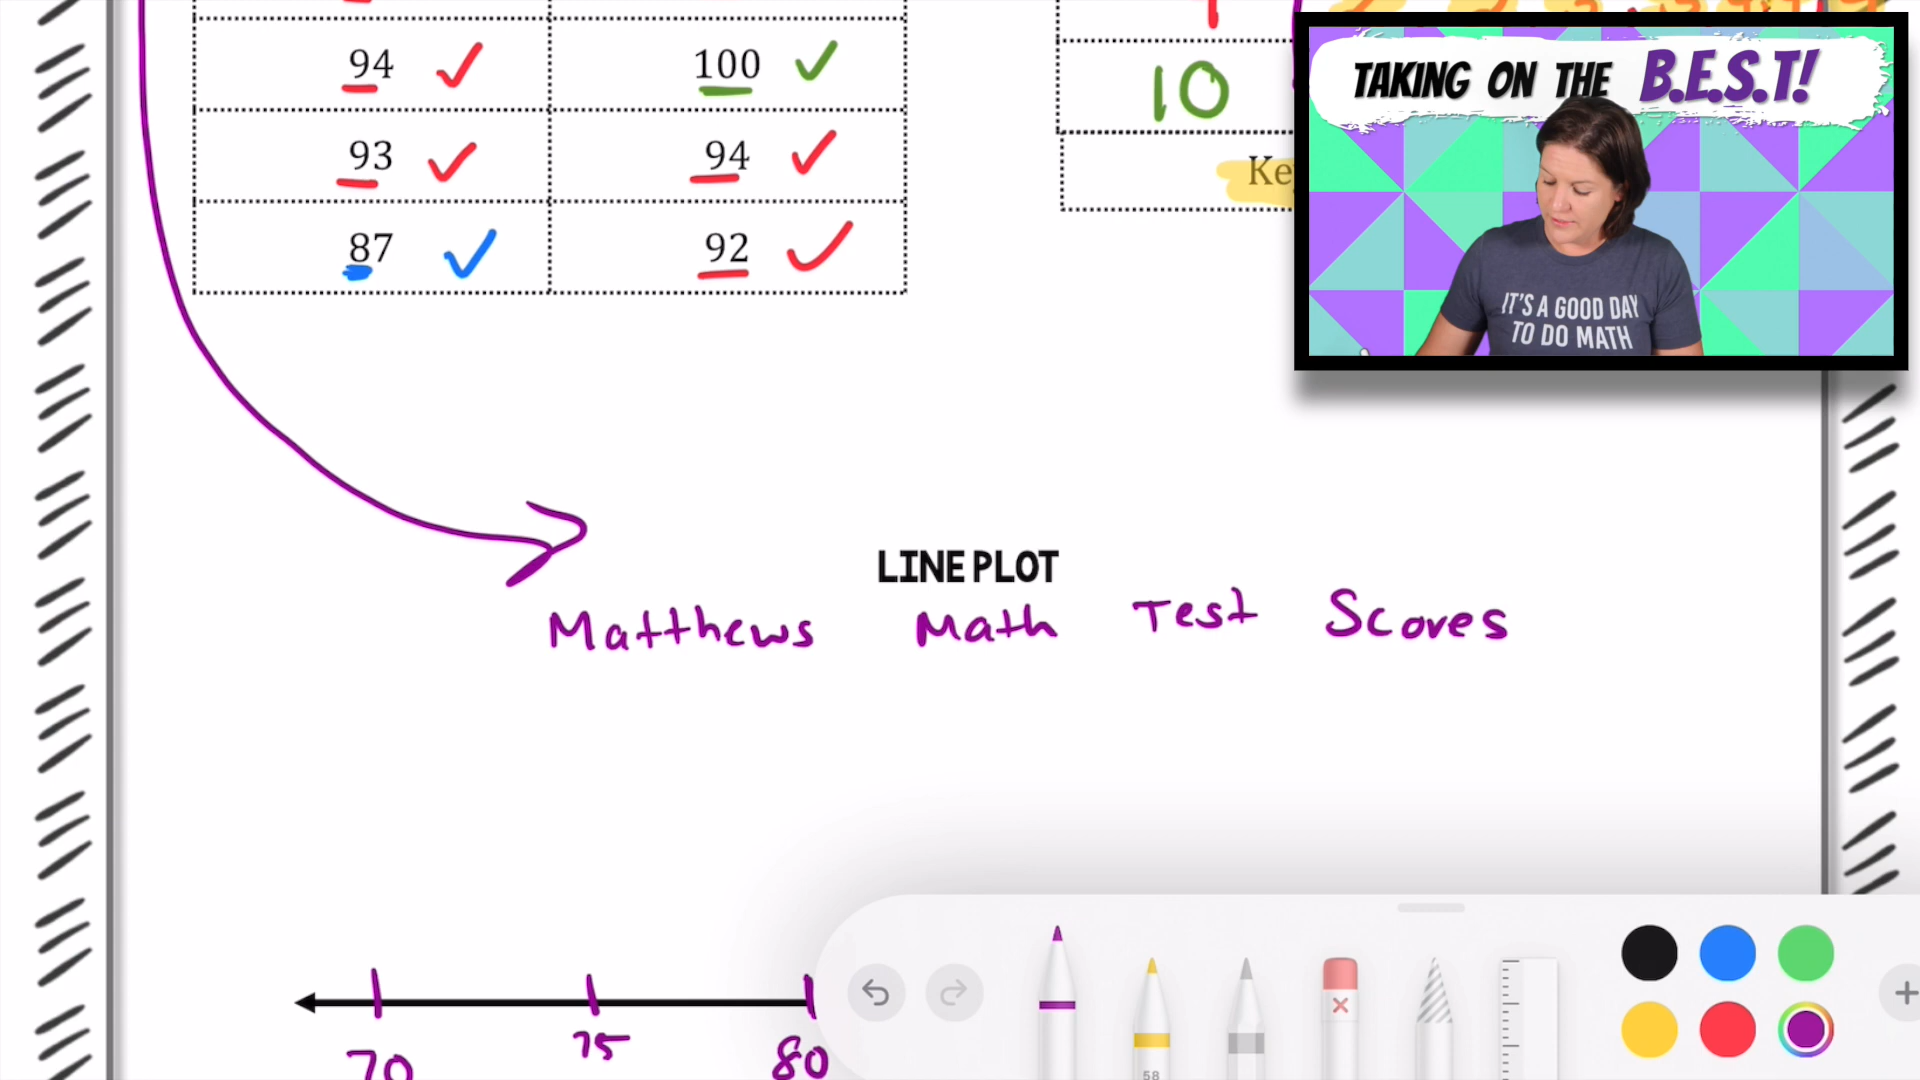 TAKING ON THE B.E.S.T!
94 100
10
93 94
Ke
87 92
IT'S A GOOD DAY
TO DO MATH
LINE PLOT
Matthews Math Test Scores
70 75 80
58